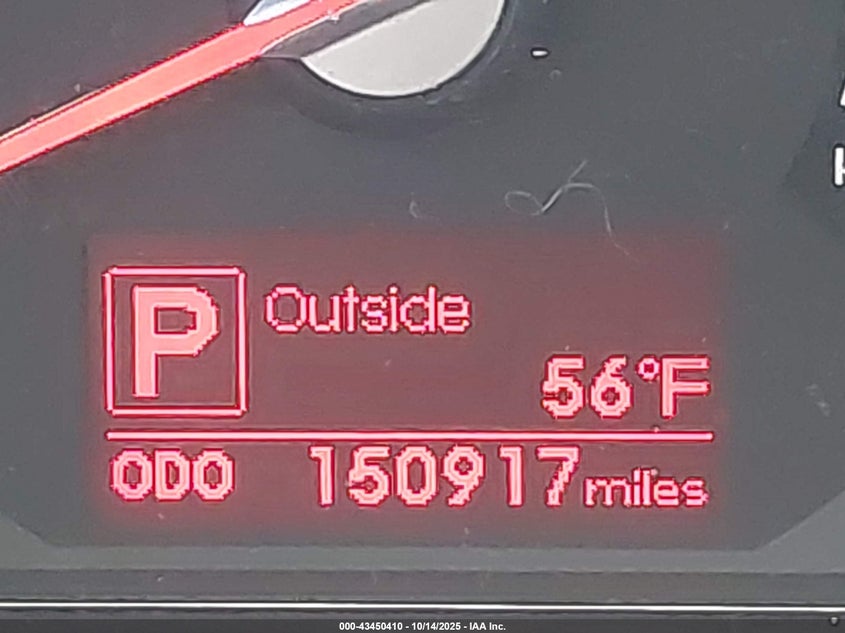 P Outside
56°F
ODO 150917 miles
000-43450410 - 10/14/2025 - IAA Inc.